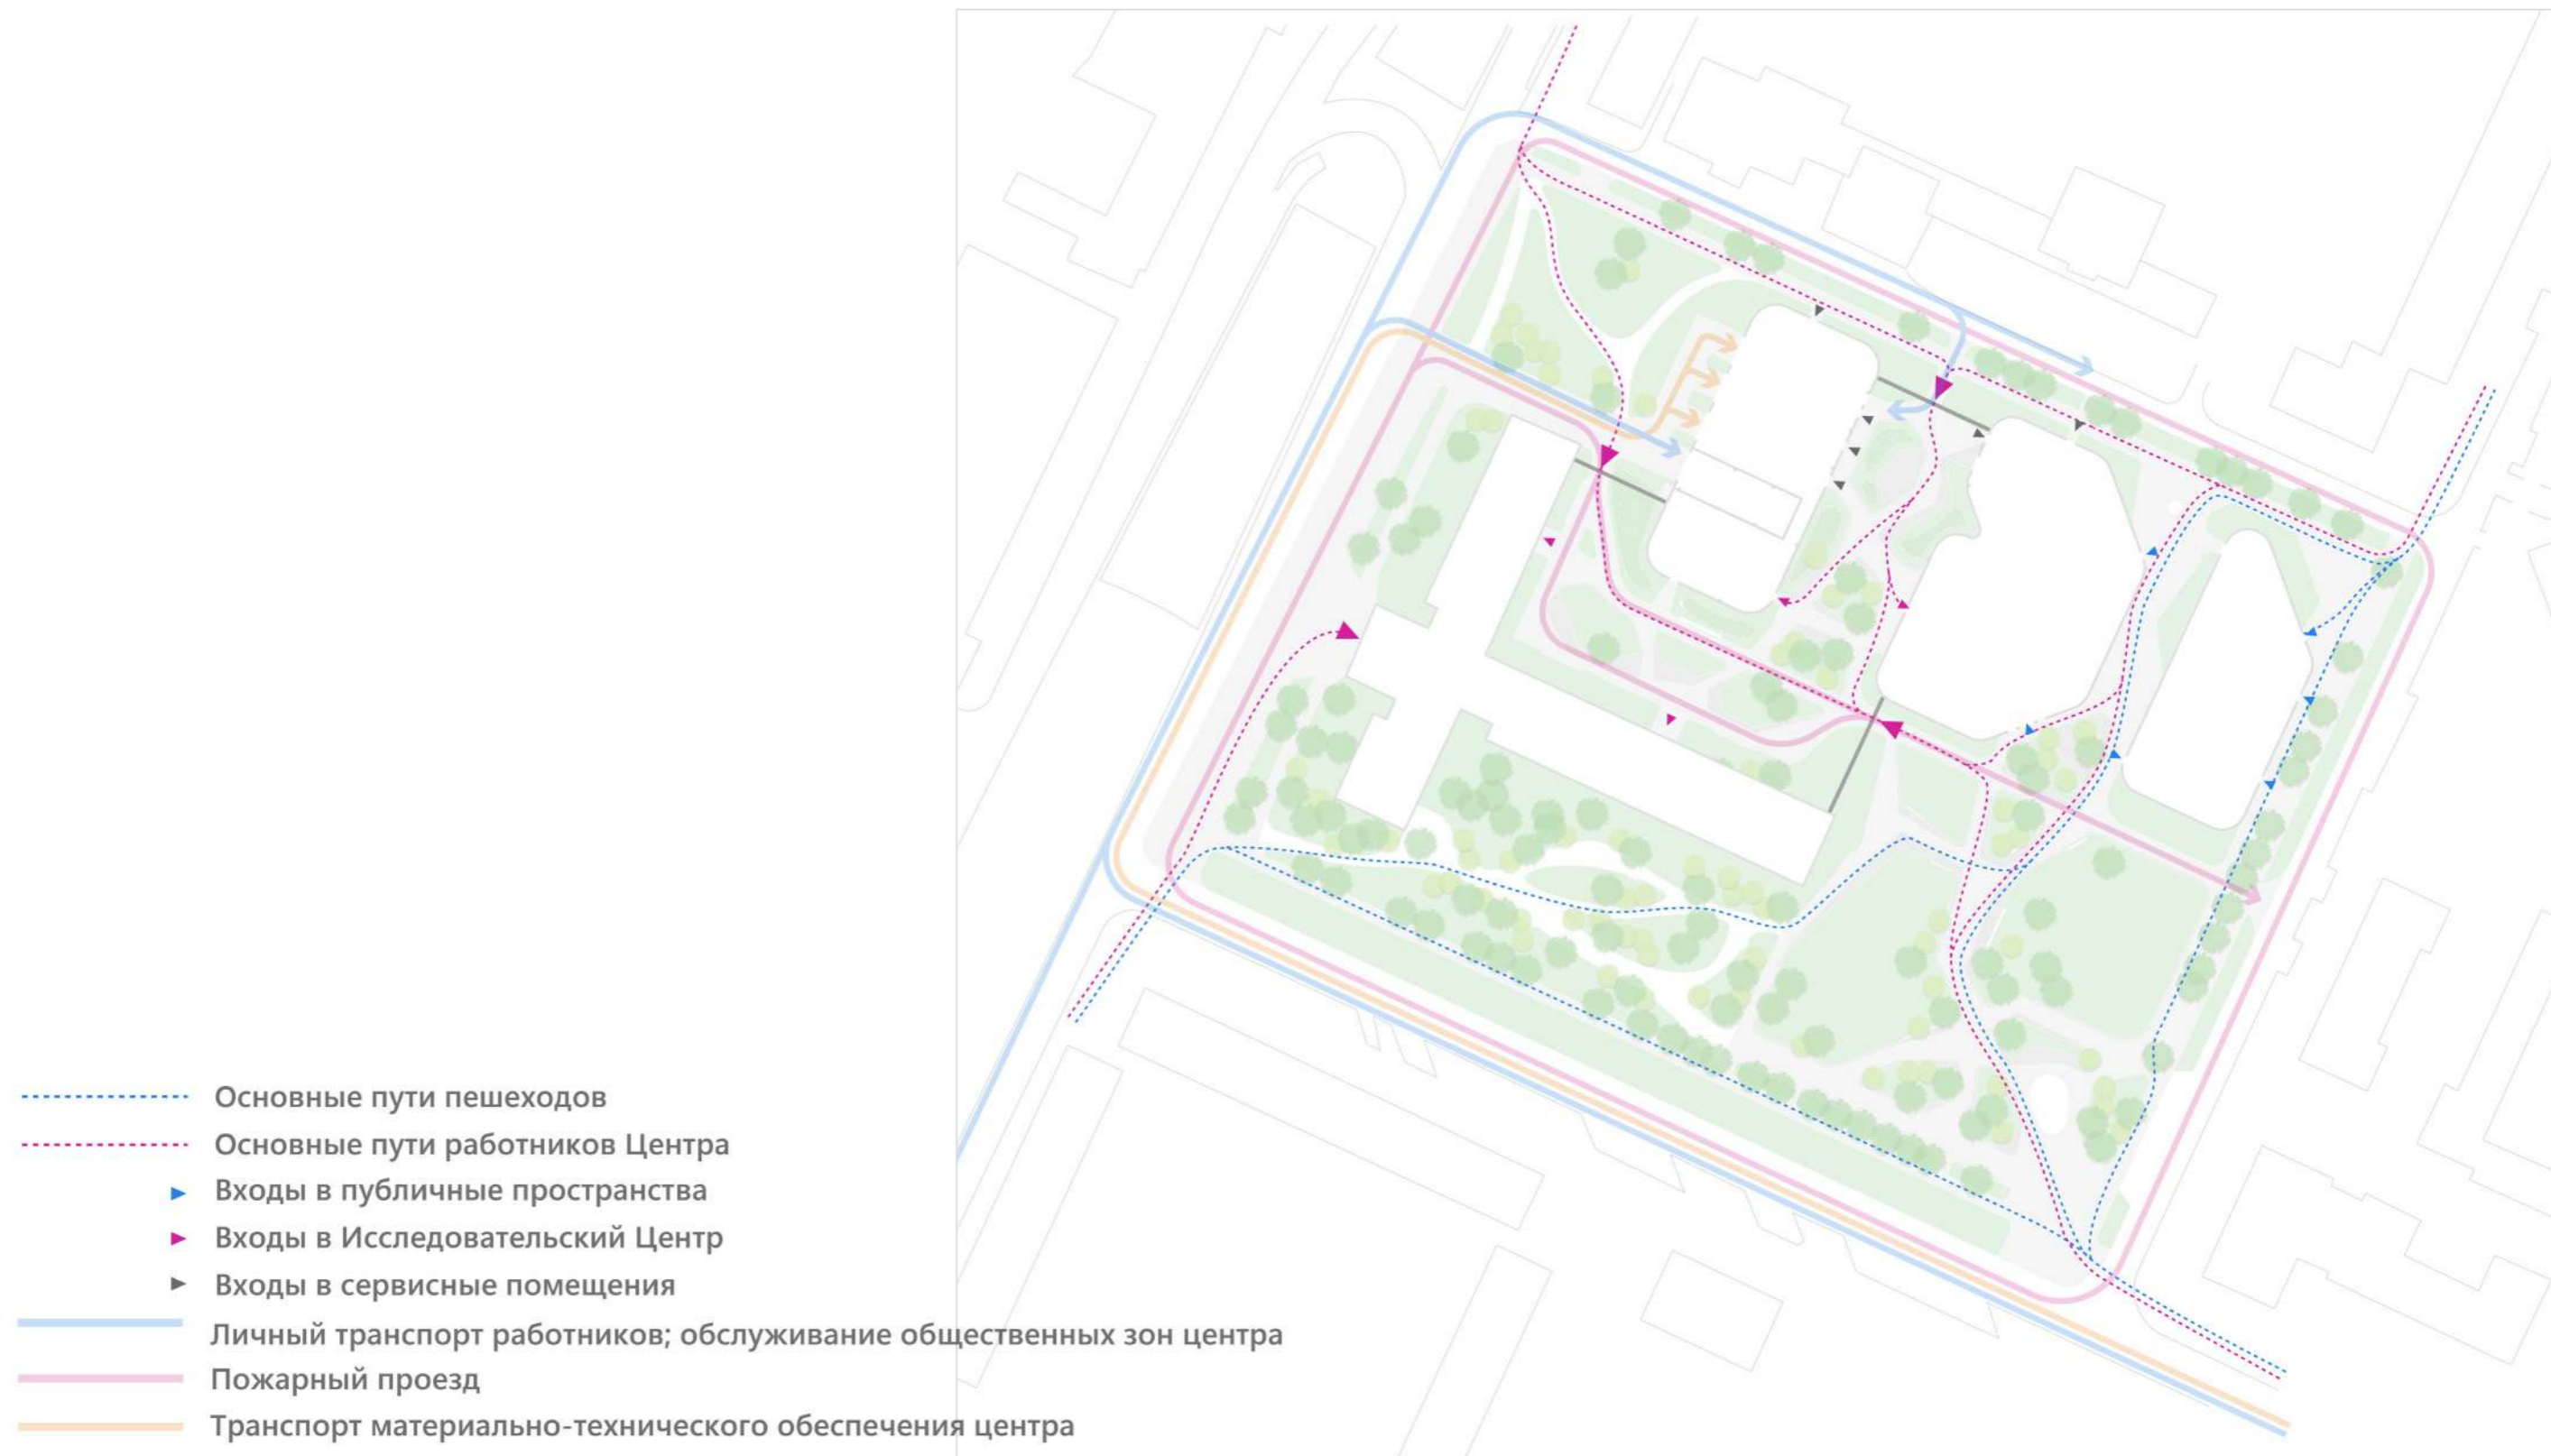 Основные пути пешеходов
Основные пути работников Центра
Входы в публичные пространства
Входы в Исследовательский Центр
Входы в сервисные помещения
Личный транспорт работников; обслуживание общественных зон центра
Пожарный проезд
Транспорт материально-технического обеспечения центра